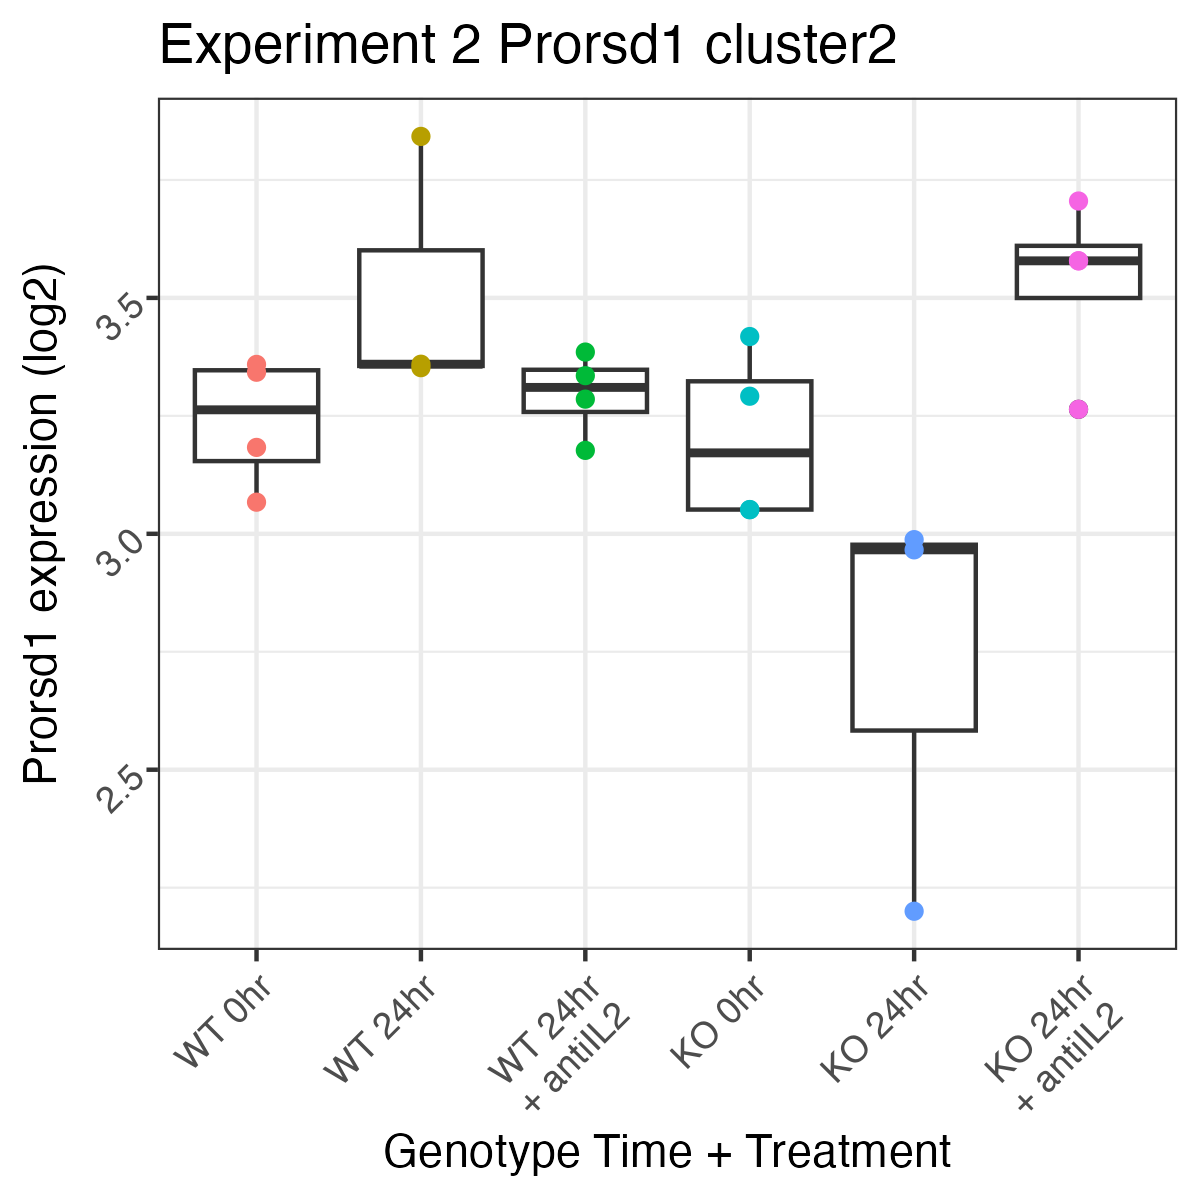 Experiment 2 Prorsd1 cluster2
Prorsd1 expression (log2)
3.5
3.0
2.5
WT 0hr
WT 24hr
WT 24hr
+ antiIL2
KO 0hr
KO 24hr
KO 24hr
+ antiIL2
Genotype Time + Treatment